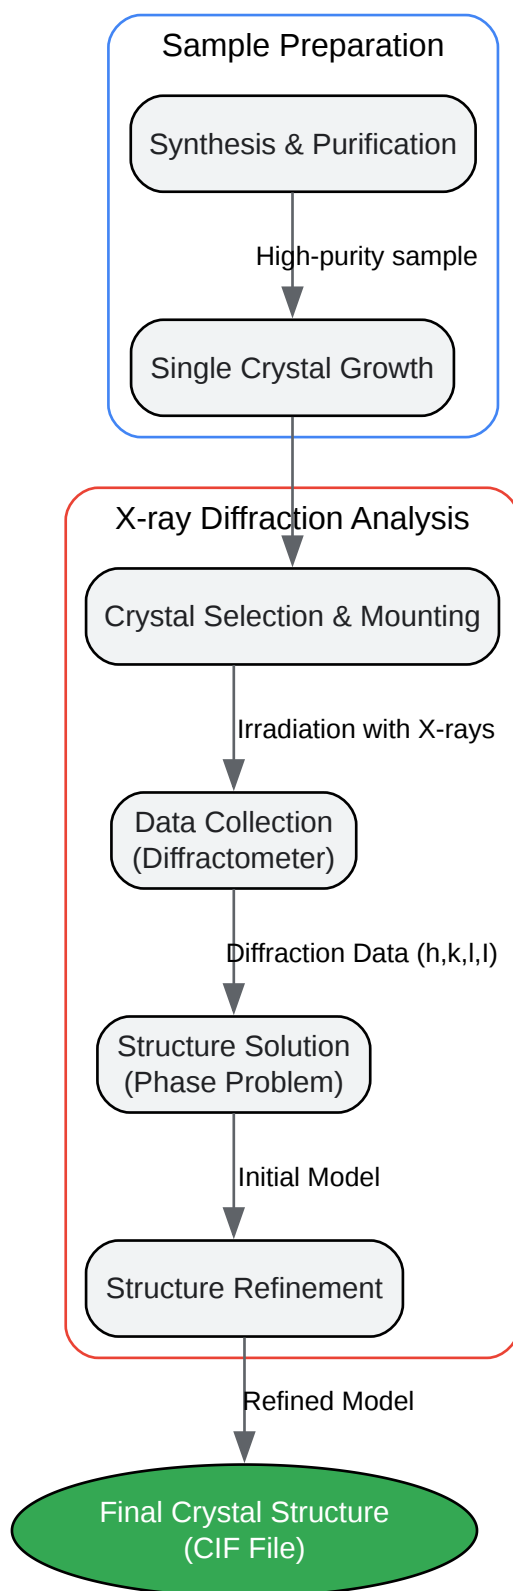 Sample Preparation
Synthesis & Purification
High-purity sample
Single Crystal Growth
X-ray Diffraction Analysis
Crystal Selection & Mounting
Irradiation with X-rays
Data Collection
(Diffractometer)
Diffraction Data (h,k,l,I)
Structure Solution
(Phase Problem)
Initial Model
Structure Refinement
Refined Model
Final Crystal Structure
(CIF File)